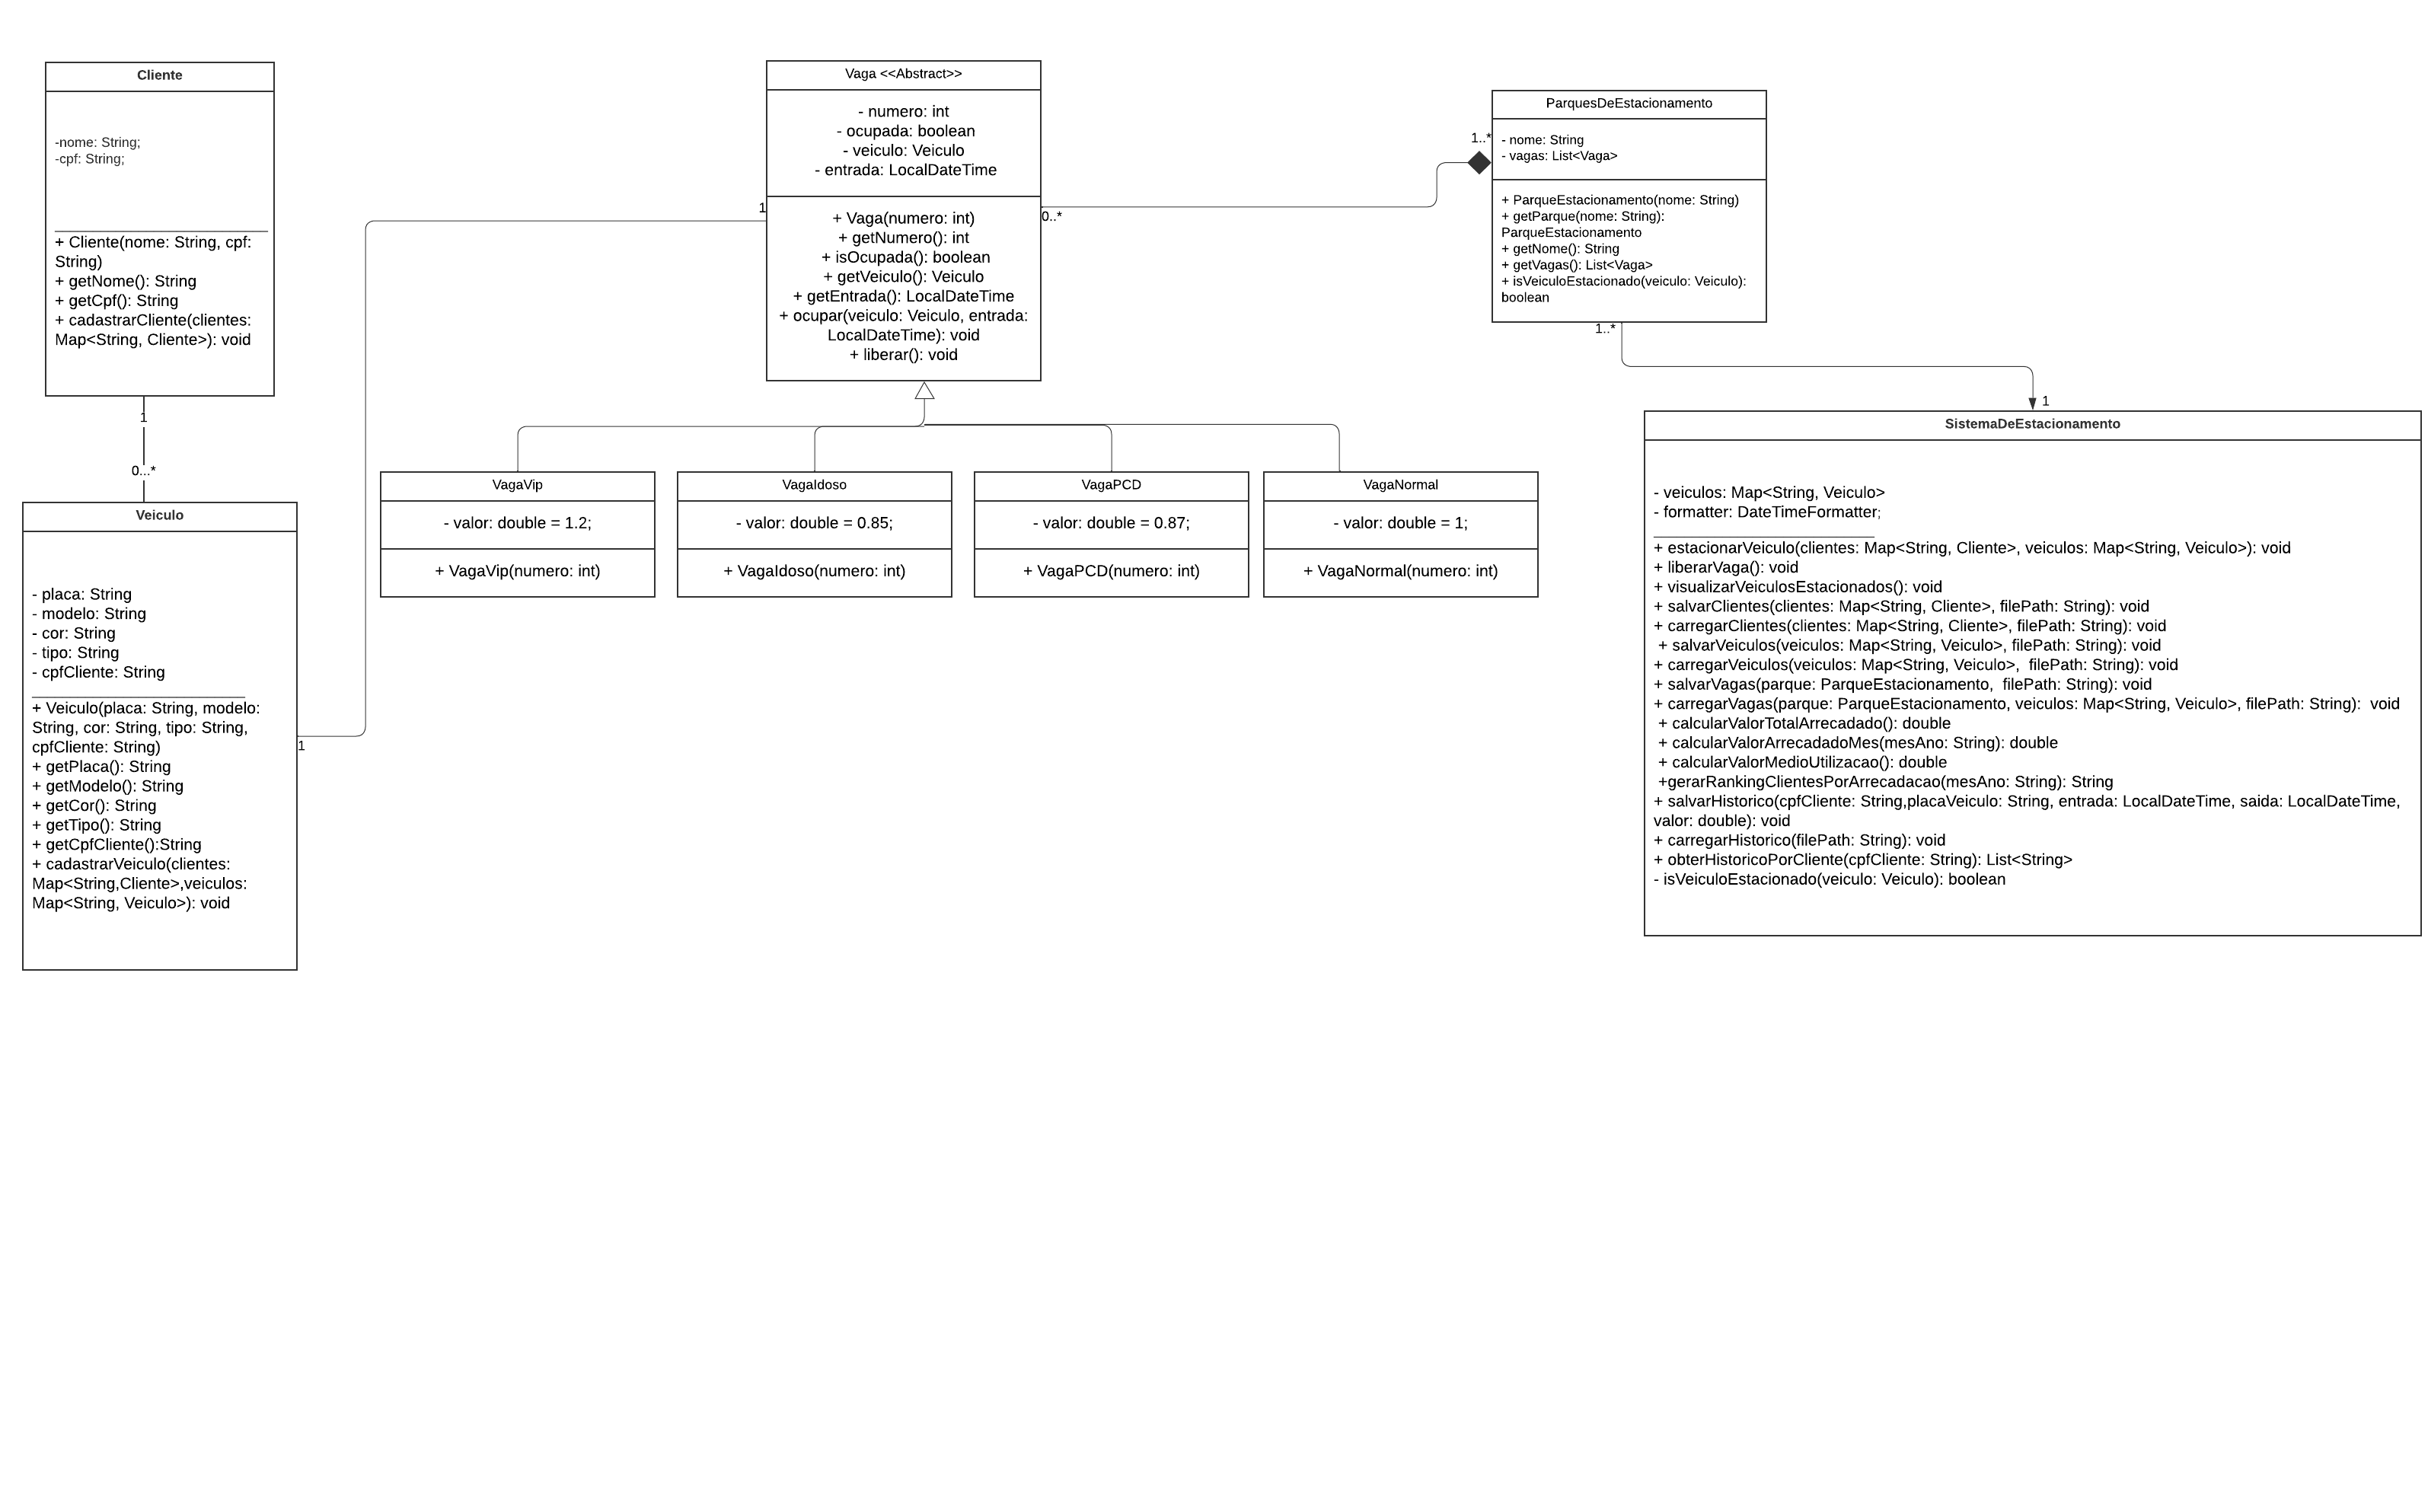 Cliente
-nome: String;
-cpf: String;
+ Cliente(nome: String, cpf:
String)
+ getNome(): String
+ getCpf(): String
+ cadastrarCliente(clientes:
Map<String, Cliente>): void
1
0...*
Veiculo
- placa: String
- modelo: String
- cor: String
- tipo: String
- cpfCliente: String
+ Veiculo(placa: String, modelo:
String, cor: String, tipo: String,
cpfCliente: String)
+ getPlaca(): String
+ getModelo(): String
+ getCor(): String
+ getTipo(): String
+ getCpfCliente():String
+ cadastrarVeiculo(clientes:
Map<String,Cliente>,veiculos:
Map<String, Veiculo>): void
1
1
Vaga <<Abstract>>
- numero: int
- ocupada: boolean
- veiculo: Veiculo
- entrada: LocalDateTime
+ Vaga(numero: int)
+ getNumero(): int
+ isOcupada(): boolean
+ getVeiculo(): Veiculo
+ getEntrada(): LocalDateTime
+ ocupar(veiculo: Veiculo, entrada:
LocalDateTime): void
+ liberar(): void
0..*
1..*
VagaVip
- valor: double = 1.2;
+ VagaVip(numero: int)
VagaIdoso
- valor: double = 0.85;
+ VagaIdoso(numero: int)
VagaPCD
- valor: double = 0.87;
+ VagaPCD(numero: int)
VagaNormal
- valor: double = 1;
+ VagaNormal(numero: int)
ParquesDeEstacionamento
- nome: String
- vagas: List<Vaga>
+ ParqueEstacionamento(nome: String)
+ getParque(nome: String):
ParqueEstacionamento
+ getNome(): String
+ getVagas(): List<Vaga>
+ isVeiculoEstacionado(veiculo: Veiculo):
boolean
1..*
1
SistemaDeEstacionamento
- veiculos: Map<String, Veiculo>
- formatter: DateTimeFormatter;
+ estacionarVeiculo(clientes: Map<String, Cliente>, veiculos: Map<String, Veiculo>): void
+ liberarVaga(): void
+ visualizarVeiculosEstacionados(): void
+ salvarClientes(clientes: Map<String, Cliente>, filePath: String): void
+ carregarClientes(clientes: Map<String, Cliente>, filePath: String): void
+ salvarVeiculos(veiculos: Map<String, Veiculo>, filePath: String): void
+ carregarVeiculos(veiculos: Map<String, Veiculo>, filePath: String): void
+ salvarVagas(parque: ParqueEstacionamento, filePath: String): void
+ carregarVagas(parque: ParqueEstacionamento, veiculos: Map<String, Veiculo>, filePath: String): void
+ calcularValorTotalArrecadado(): double
+ calcularValorArrecadadoMes(mesAno: String): double
+ calcularValorMedioUtilizacao(): double
+gerarRankingClientesPorArrecadacao(mesAno: String): String
+ salvarHistorico(cpfCliente: String,placaVeiculo: String, entrada: LocalDateTime, saida: LocalDateTime,
valor: double): void
+ carregarHistorico(filePath: String): void
+ obterHistoricoPorCliente(cpfCliente: String): List<String>
- isVeiculoEstacionado(veiculo: Veiculo): boolean